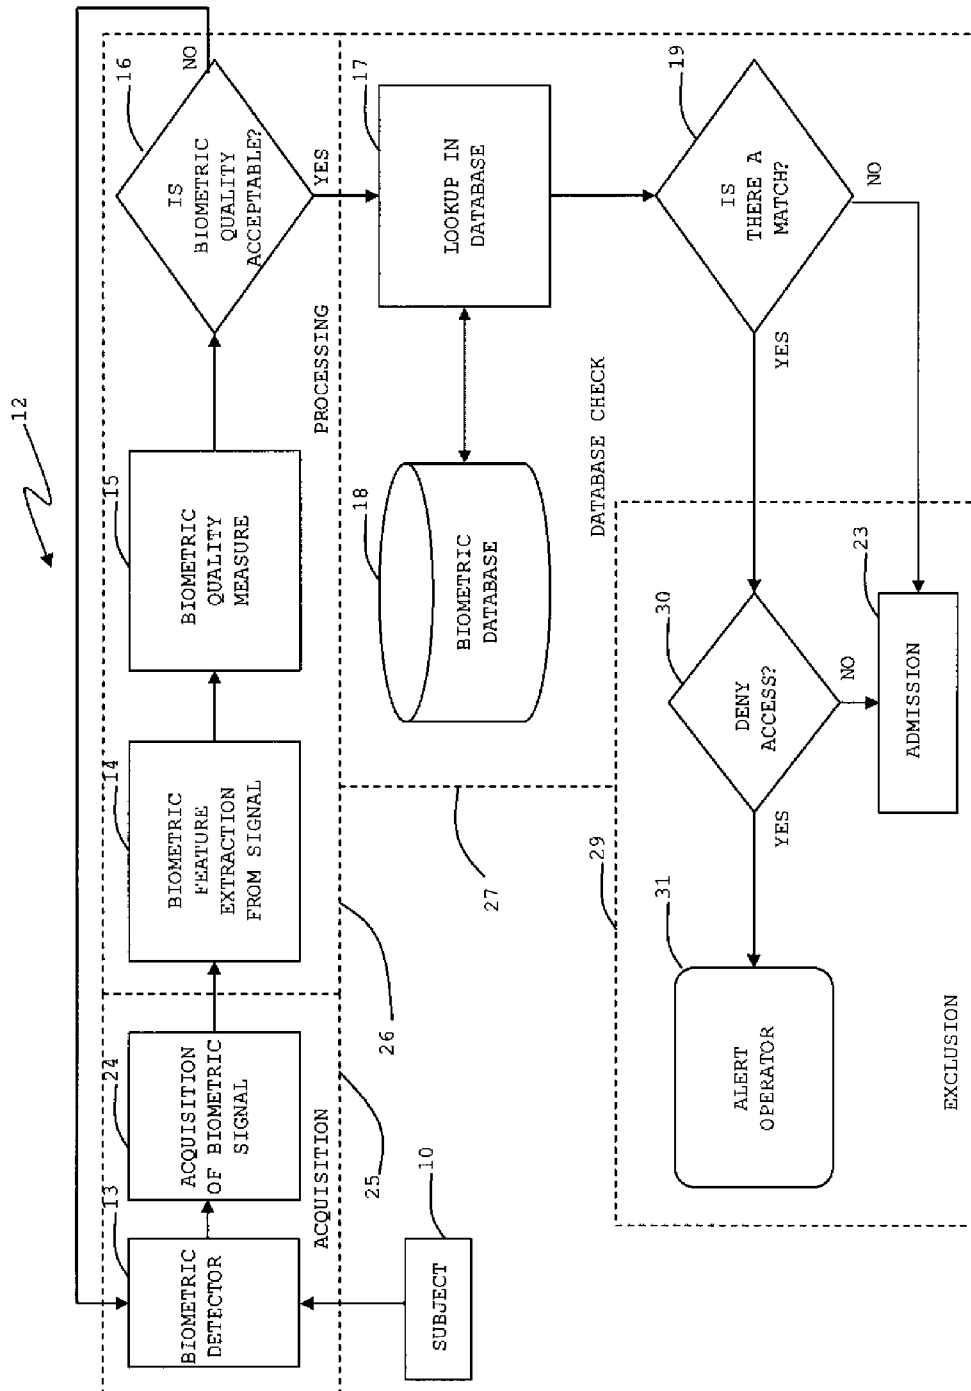 12
13
BIOMETRIC
DETECTOR
24
ACQUISITION
OF BIOMETRIC
SIGNAL
14
BIOMETRIC
FEATURE
EXTRACTION
FROM SIGNAL
15
BIOMETRIC
QUALITY
MEASURE
16
IS
BIOMETRIC
QUALITY
ACCEPTABLE?
NO
YES
ACQUISITION
25
26
PROCESSING
10
SUBJECT
18
BIOMETRIC
DATABASE
17
LOOKUP IN
DATABASE
27
DATABASE CHECK
19
IS
THERE A
MATCH?
YES
NO
29
31
ALERT
OPERATOR
YES
30
DENY
ACCESS?
NO
23
ADMISSION
EXCLUSION